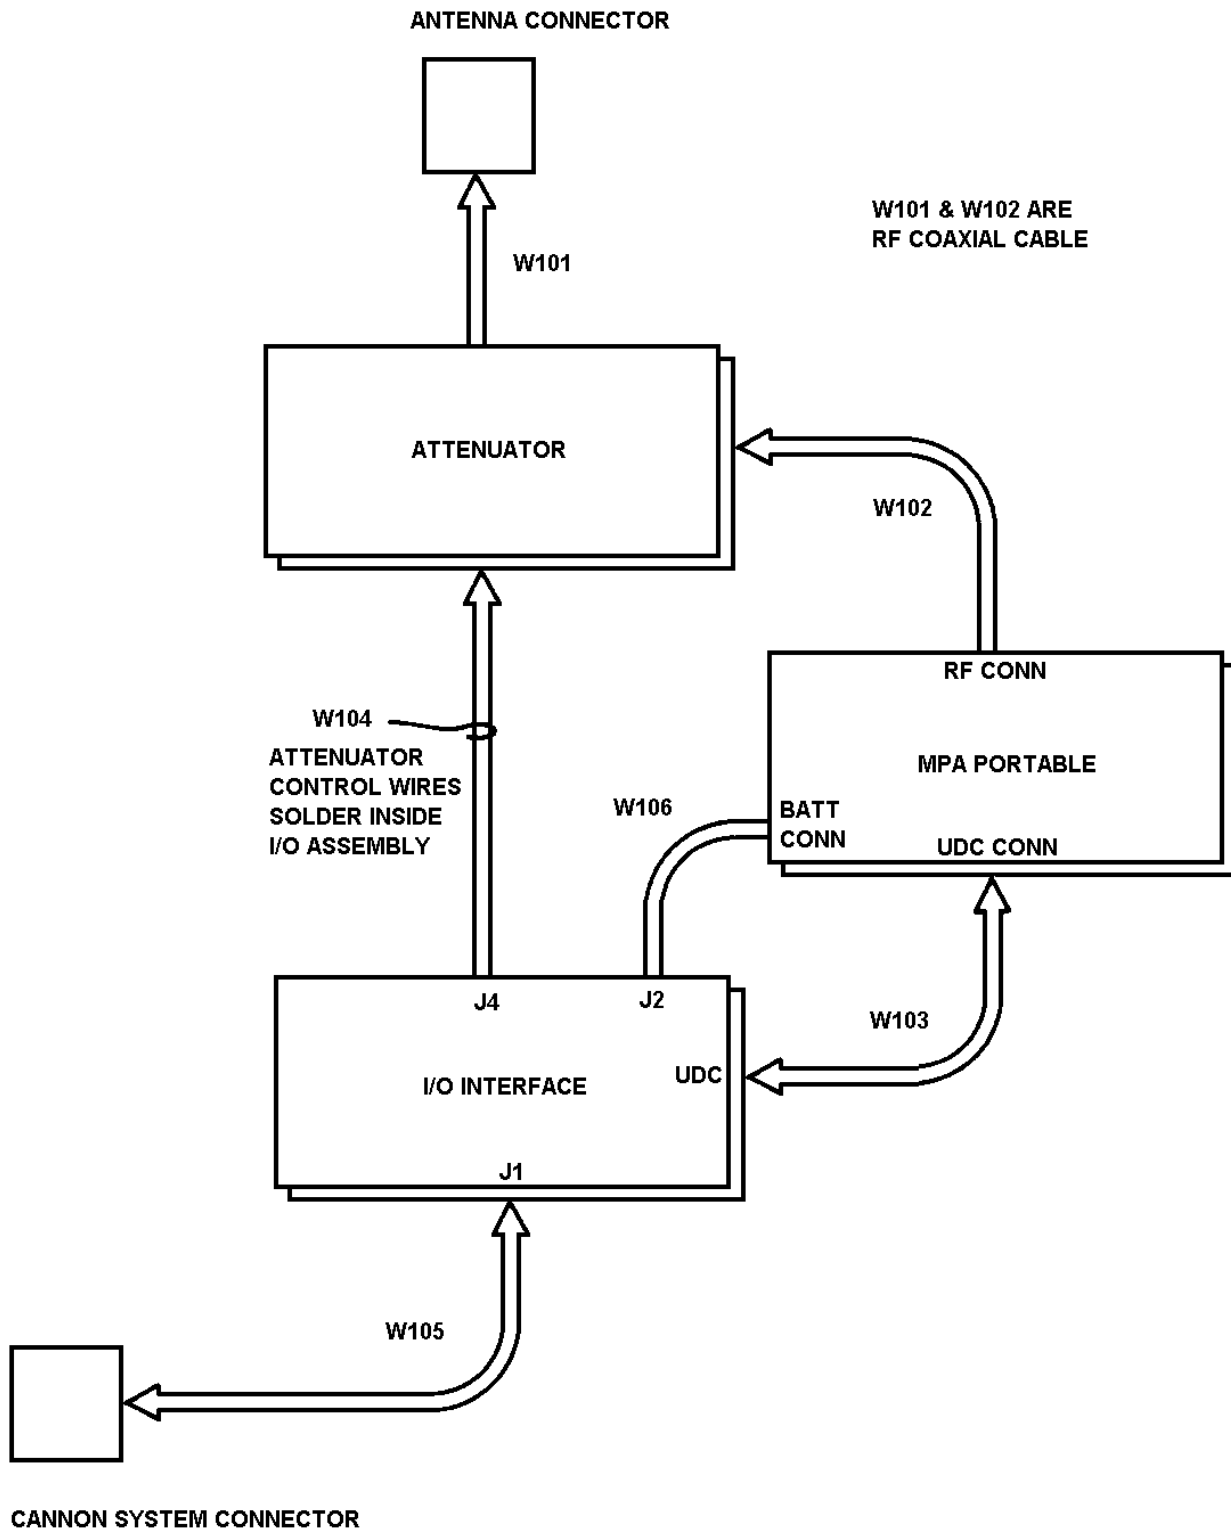 ANTENNA CONNECTOR
W101 & W102 ARE
RF COAXIAL CABLE
W101
ATTENUATOR
W102
RF CONN
W104
ATTENUATOR
CONTROL WIRES
SOLDER INSIDE
I/O ASSEMBLY
MPA PORTABLE
W106
BATT
CONN
UDC CONN
J4
J2
W103
UDC
I/O INTERFACE
J1
W105
CANNON SYSTEM CONNECTOR